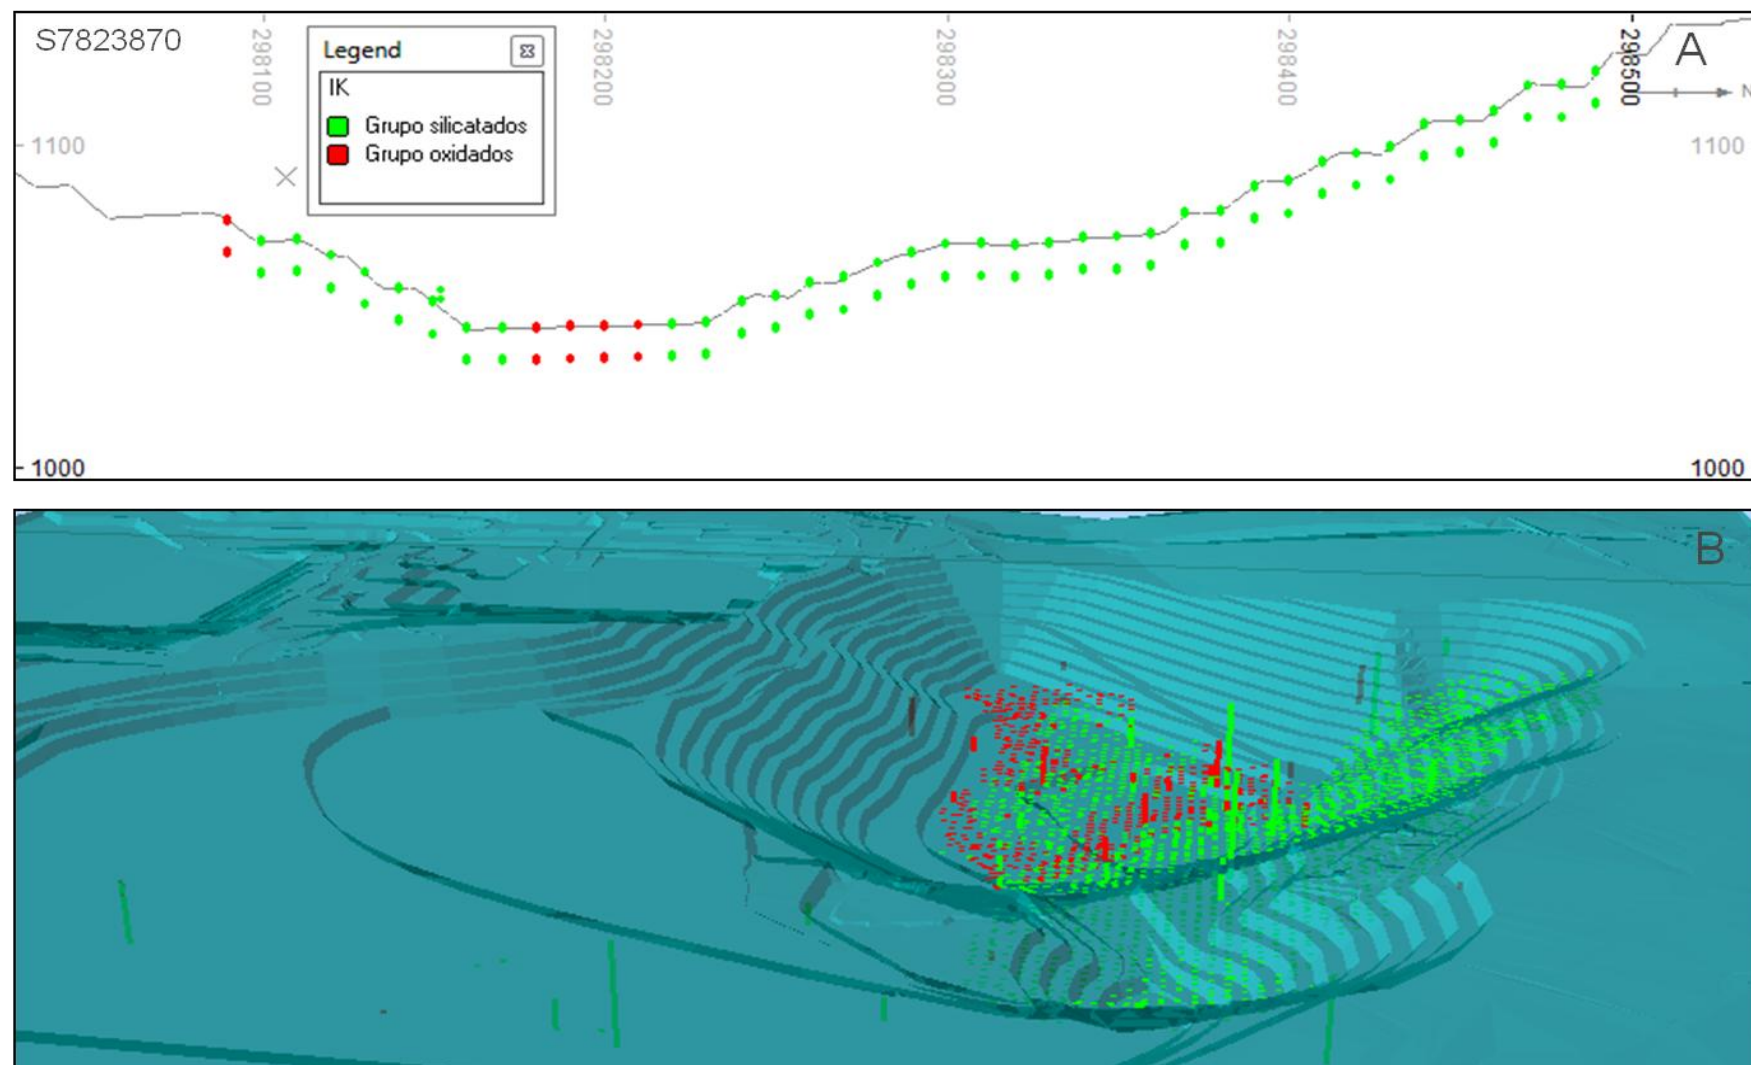 S7823870
298100
298200
298300
298400
298500
A
Legend
IK
Grupo silicatados
Grupo oxidados
N
1100
1100
1000
1000
B